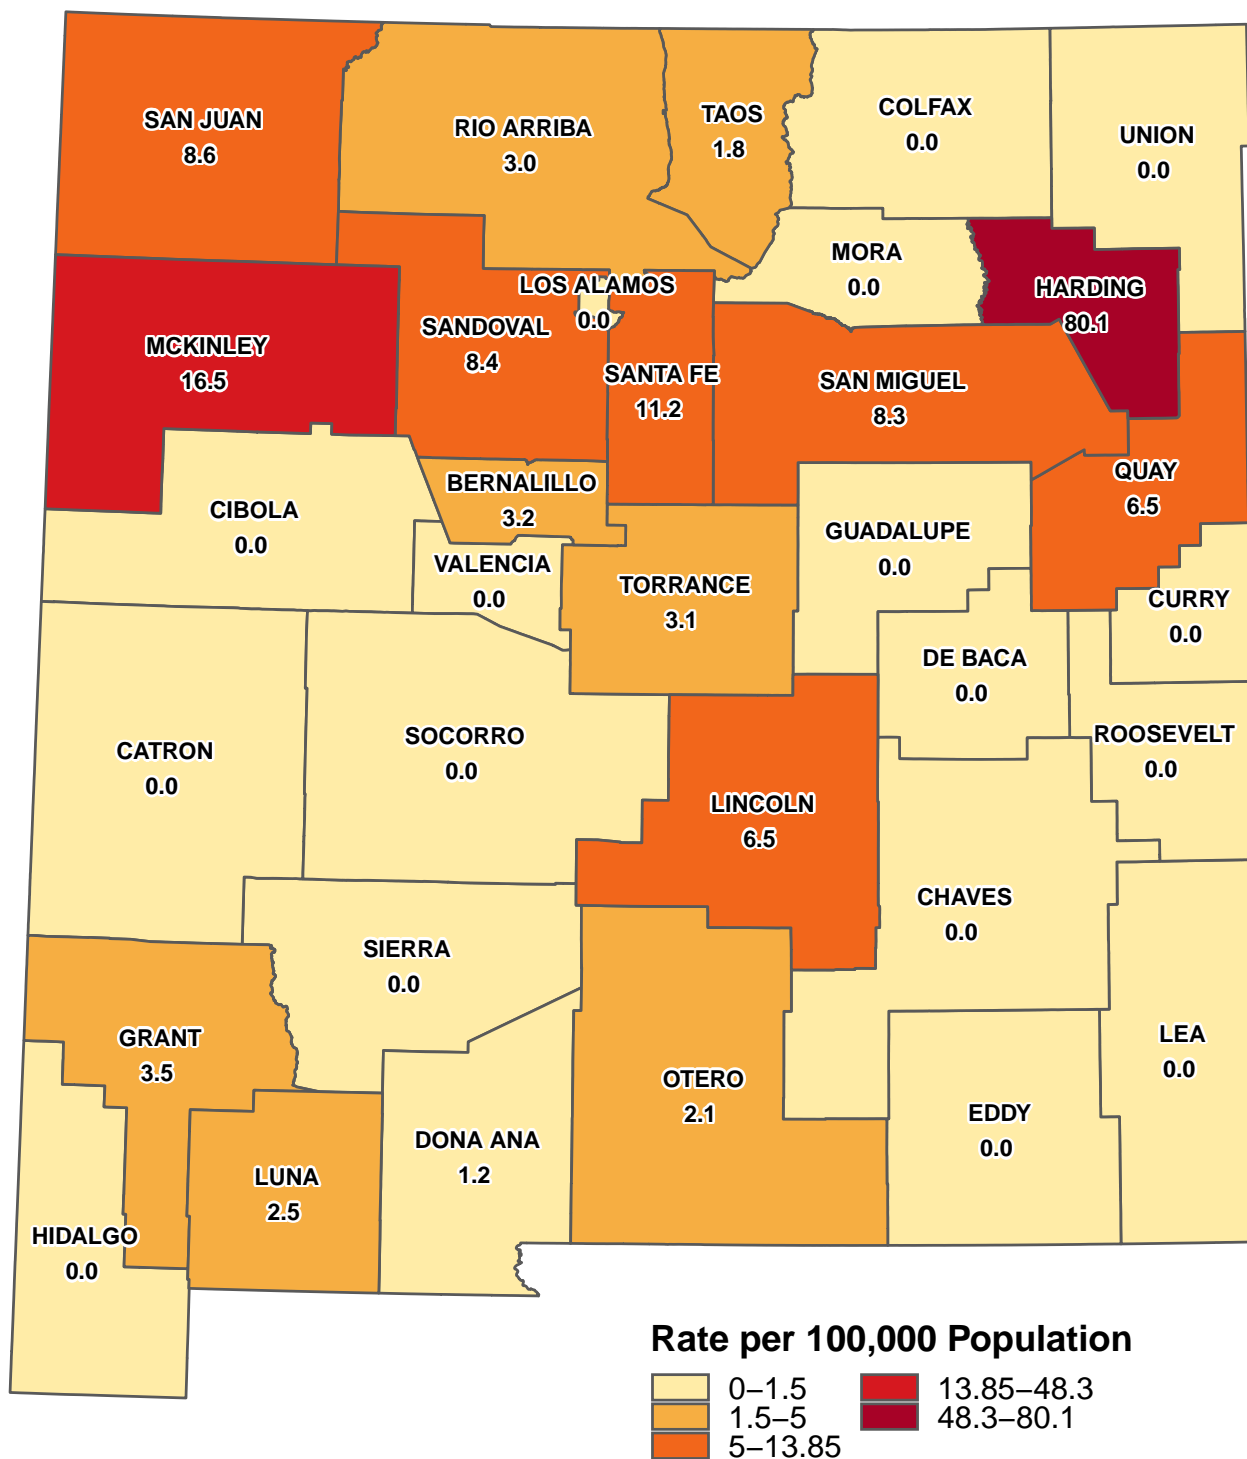 SAN JUAN
8.6
RIO ARRIBA
3.0
TAOS
1.8
COLFAX
0.0
UNION
0.0
MORA
0.0
HARDING
80.1
LOS ALAMOS
0.0
SANDOVAL
8.4
MCKINLEY
16.5
SANTA FE
11.2
SAN MIGUEL
8.3
QUAY
6.5
BERNALILLO
3.2
CIBOLA
0.0
GUADALUPE
0.0
VALENCIA
0.0
TORRANCE
3.1
CURRY
0.0
DE BACA
0.0
ROOSEVELT
0.0
CATRON
0.0
SOCORRO
0.0
LINCOLN
6.5
CHAVES
0.0
SIERRA
0.0
GRANT
3.5
LEA
0.0
OTERO
2.1
EDDY
0.0
DONA ANA
1.2
LUNA
2.5
HIDALGO
0.0
Rate per 100,000 Population
0–1.5
1.5–5
5–13.85
13.85–48.3
48.3–80.1